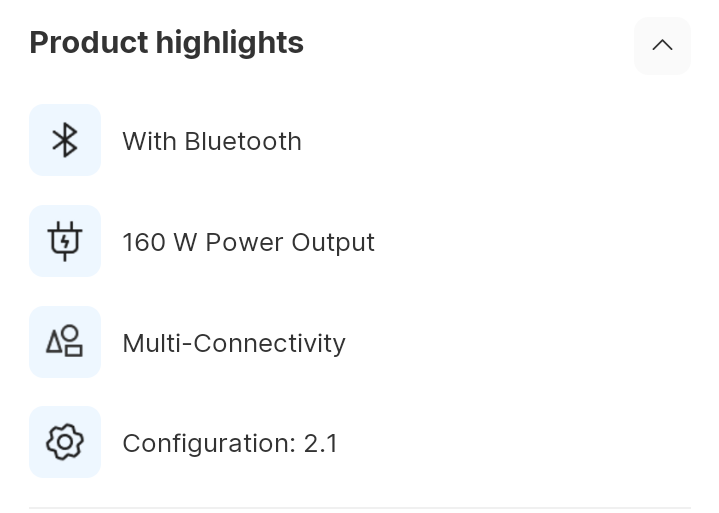 Product highlights
With Bluetooth
160 W Power Output
Multi-Connectivity
Configuration: 2.1